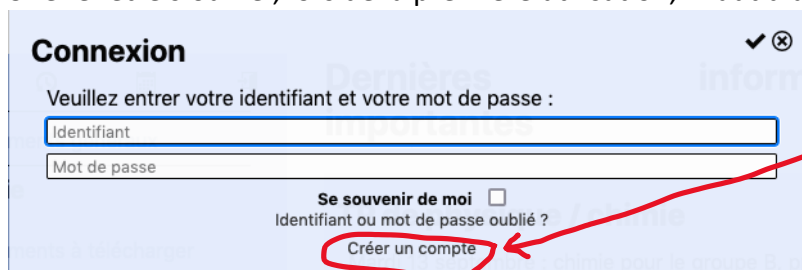 Connexion
Dernières inform
importantes
Veuillez entrer votre identifiant et votre mot de passe :
Identifiant
Mot de passe
Se souvenir de moi
Identifiant ou mot de passe oublié ?
Créer un compte